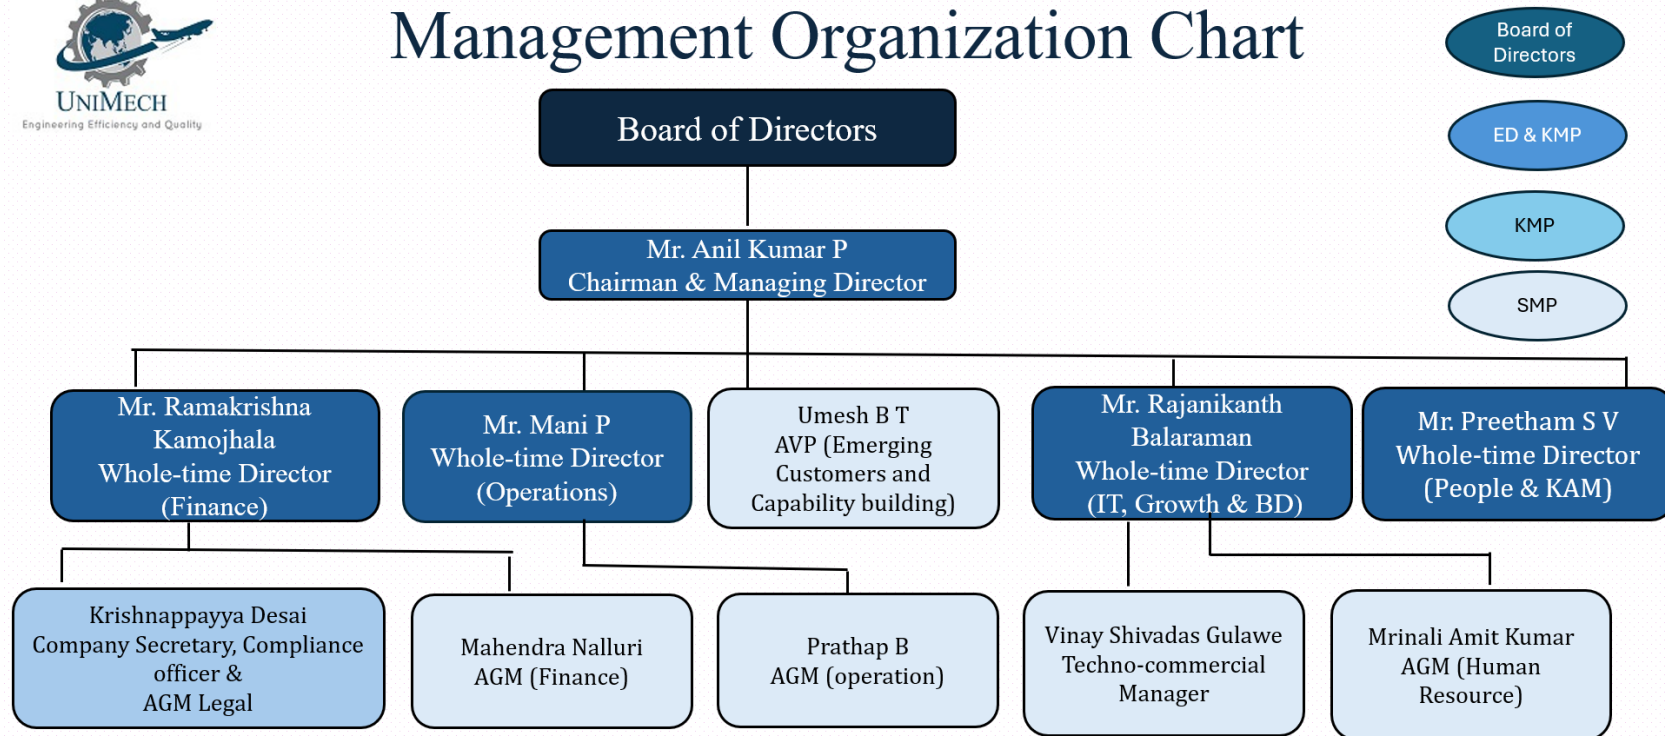 UNIMECH
Engineering Efficiency and Quality
Management Organization Chart
Board of
Directors
ED & KMP
KMP
SMP
Board of Directors
Mr. Anil Kumar P
Chairman & Managing Director
Mr. Ramakrishna
Kamojhala
Whole-time Director
(Finance)
Mr. Mani P
Whole-time Director
(Operations)
Umesh B T
AVP (Emerging
Customers and
Capability building)
Mr. Rajanikanth
Balaraman
Whole-time Director
(IT, Growth & BD)
Mr. Preetham S V
Whole-time Director
(People & KAM)
Krishnappayya Desai
Company Secretary, Compliance
officer &
AGM Legal
Mahendra Nalluri
AGM (Finance)
Prathap B
AGM (operation)
Vinay Shivadas Gulawe
Techno-commercial
Manager
Mrinali Amit Kumar
AGM (Human
Resource)